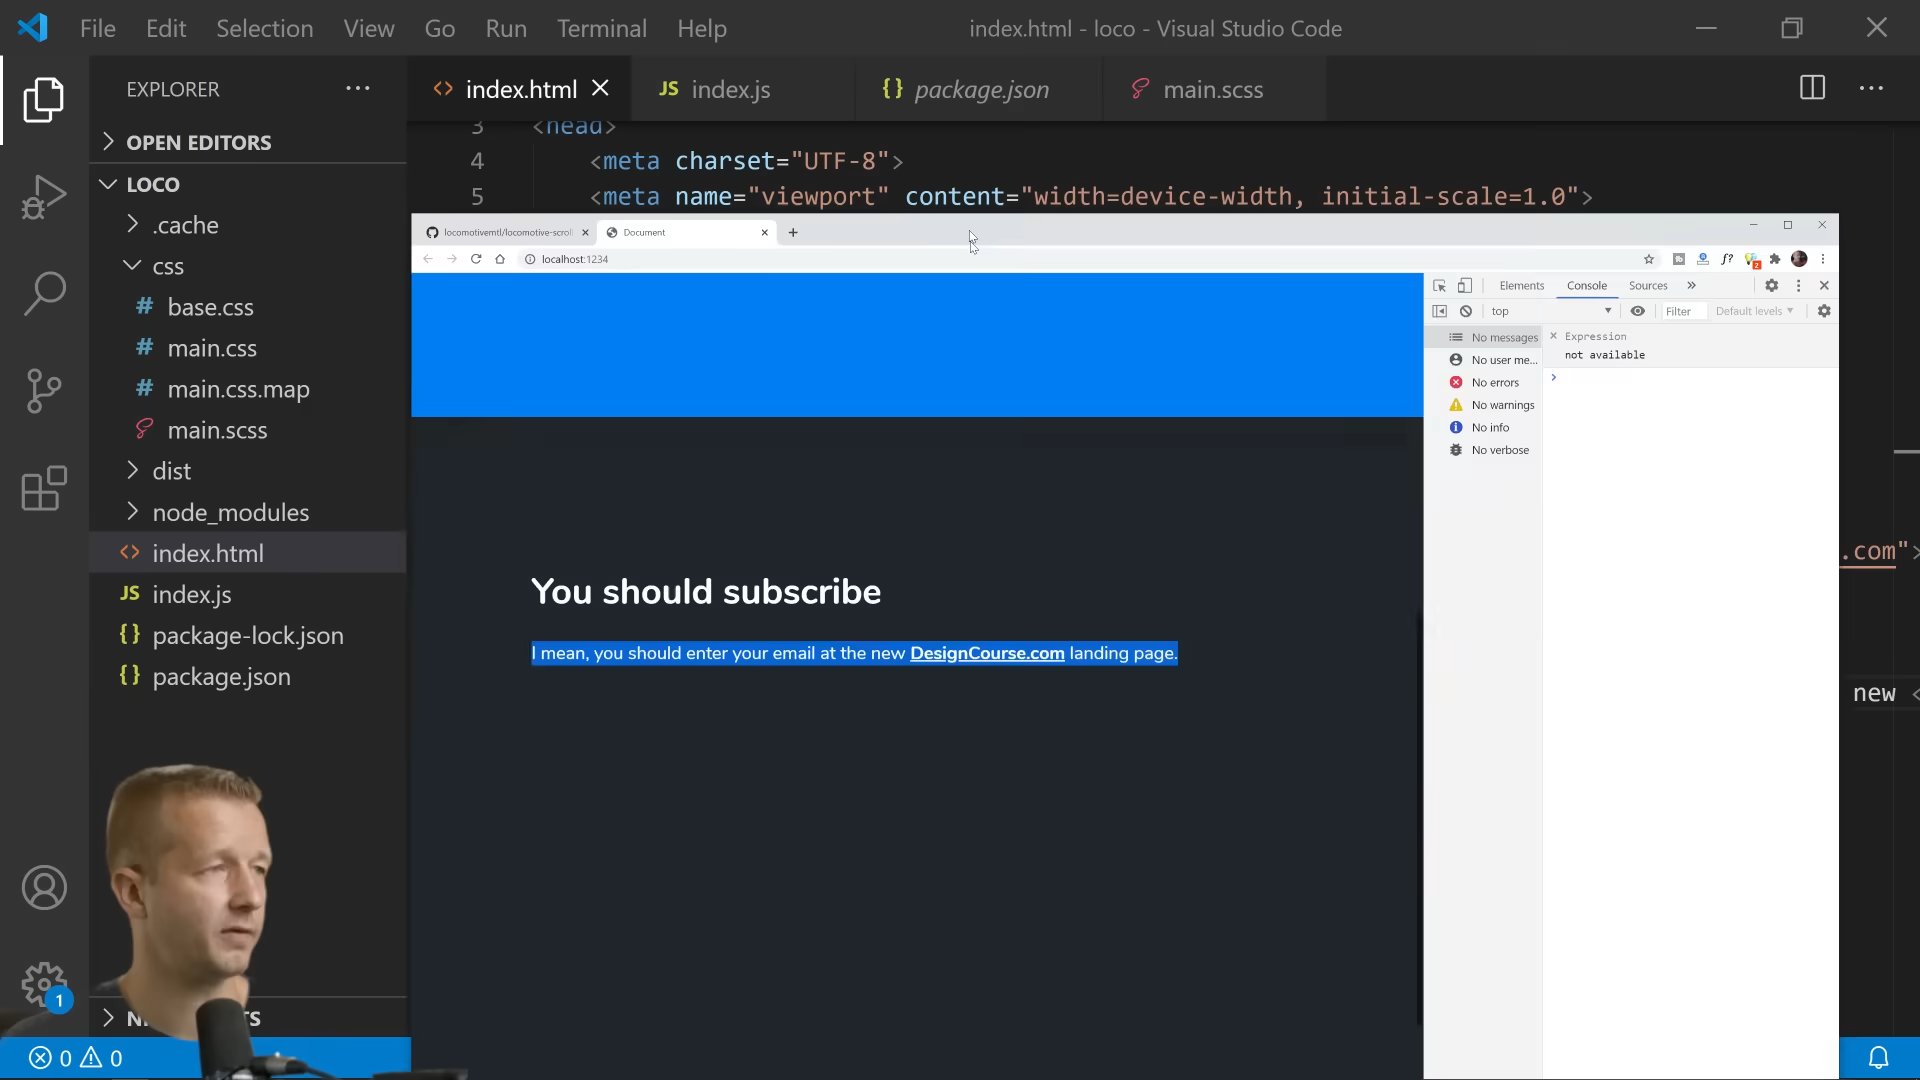 File Edit Selection View Go Run Terminal Help
index.html - loco - Visual Studio Code
EXPLORER
index.html
JS index.js
{} package.json
main.scss
OPEN EDITORS
LOCO
.cache
css
# base.css
# main.css
# main.css.map
main.scss
dist
node_modules
index.html
JS index.js
{} package-lock.json
{} package.json
3 <head>
4 <meta charset="UTF-8">
5 <meta name="viewport" content="width=device-width, initial-scale=1.0">
locomotivemtl/locomotive-scroll
Document
localhost:1234
f?
2
Elements Console Sources
top
Filter
Default levels
No messages
No user me...
No errors
No warnings
No info
No verbose
Expression
not available
You should subscribe
I mean, you should enter your email at the new DesignCourse.com landing page.
.com">
new <
1
0 0